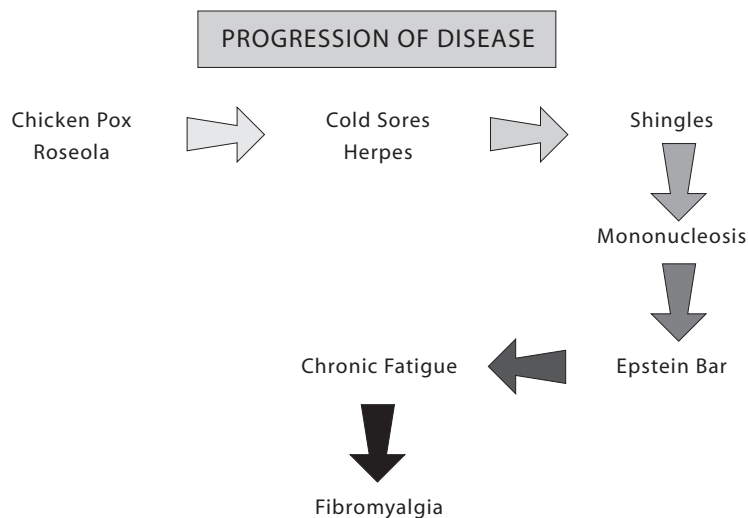 PROGRESSION OF DISEASE
Chicken Pox
Roseola
Cold Sores
Herpes
Shingles
Mononucleosis
Epstein Bar
Chronic Fatigue
Fibromyalgia